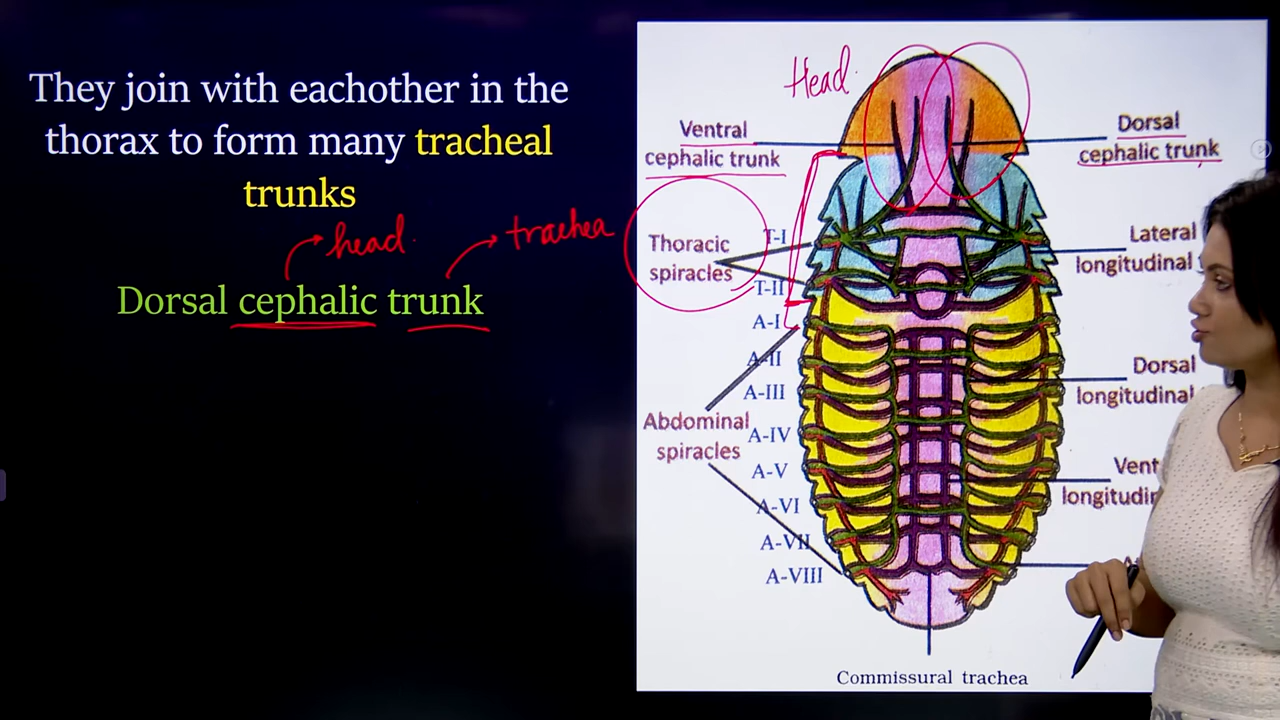 They join with eachother in the
thorax to form many tracheal
trunks
head
trachea
Dorsal cephalic trunk
Head
Ventral
cephalic trunk
Dorsal
cephalic trunk
Thoracic
spiracles
T-I
T-II
Lateral
longitudinal
A-I
A-II
A-III
Dorsal
longitudinal
Abdominal
spiracles
A-IV
A-V
A-VI
A-VII
A-VIII
Commissural trachea